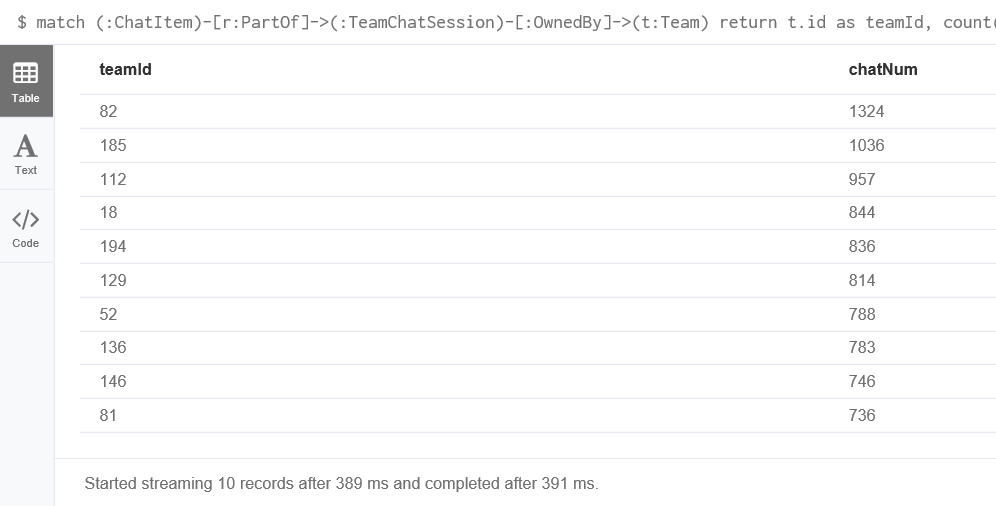 $ match (:ChatItem)-[r:PartOf]->(:TeamChatSession)-[:OwnedBy]->(t:Team) return t.id as teamId, count(
teamId chatNum
Table
82 1324
185 1036
Text
112 957
18 844
Code
194 836
129 814
52 788
136 783
146 746
81 736
Started streaming 10 records after 389 ms and completed after 391 ms.